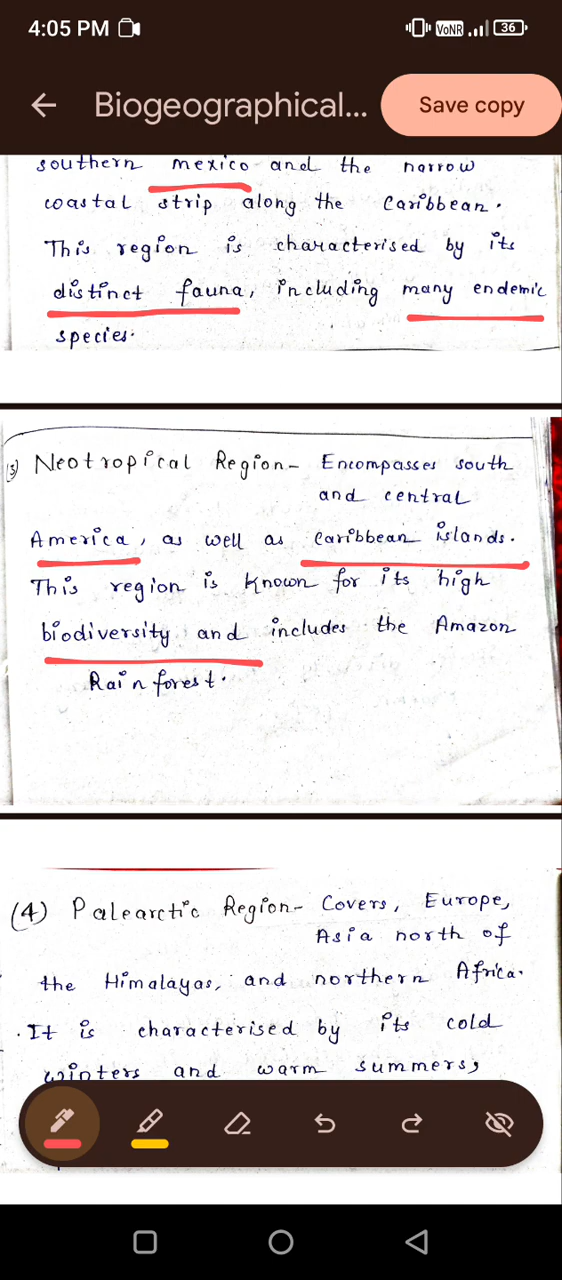 4:05 PM
VoNR
36
Biogeographical...
Save copy
southern mexico and the narrow
coastal strip along the Caribbean.
This region is characterised by its
distinct fauna, including many endemic
species.
(3) Neotropical Region- Encompasses south
and central
America, as well as Caribbean islands.
This region is known for its high
biodiversity and includes the Amazon
Rain forest.
(4) Palearctic Region- Covers, Europe,
Asia north of
the Himalayas, and northern Africa.
It is characterised by its cold
winters and warm summers,